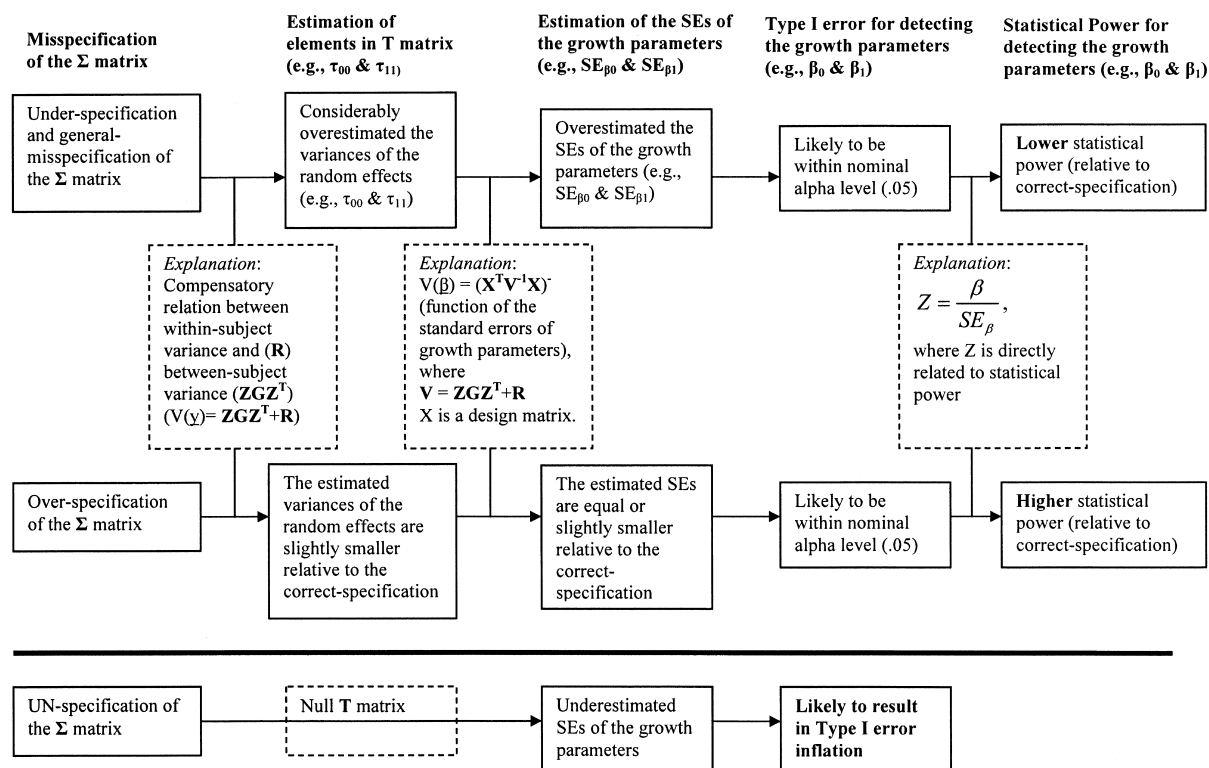 Misspecification
of the Σ matrix
Estimation of
elements in T matrix
(e.g., τ₀₀ & τ₁₁)
Estimation of the SEs of
the growth parameters
(e.g., SEβ0 & SEβ1)
Type I error for detecting
the growth parameters
(e.g., β₀ & β₁)
Statistical Power for
detecting the growth
parameters (e.g., β₀ & β₁)
Under-specification
and general-
misspecification of
the Σ matrix
Considerably
overestimated the
variances of the
random effects
(e.g., τ₀₀ & τ₁₁)
Overestimated the
SEs of the growth
parameters (e.g.,
SEβ0 & SEβ1)
Likely to be
within nominal
alpha level (.05)
Lower statistical
power (relative to
correct-specification)
Explanation:
Compensatory
relation between
within-subject
variance and (R)
between-subject
variance (ZGZᵀ)
(V(y)= ZGZᵀ+R)
Explanation:
V(β) = (XᵀV⁻¹X)⁻
(function of the
standard errors of
growth parameters),
where
V = ZGZᵀ+R
X is a design matrix.
Explanation:
Z = β / SEβ ,
where Z is directly
related to statistical
power
Over-specification
of the Σ matrix
The estimated
variances of the
random effects are
slightly smaller
relative to the
correct-specification
The estimated SEs
are equal or
slightly smaller
relative to the
correct-
specification
Likely to be
within nominal
alpha level (.05)
Higher statistical
power (relative to
correct-specification)
UN-specification of
the Σ matrix
Null T matrix
Underestimated
SEs of the growth
parameters
Likely to result
in Type I error
inflation